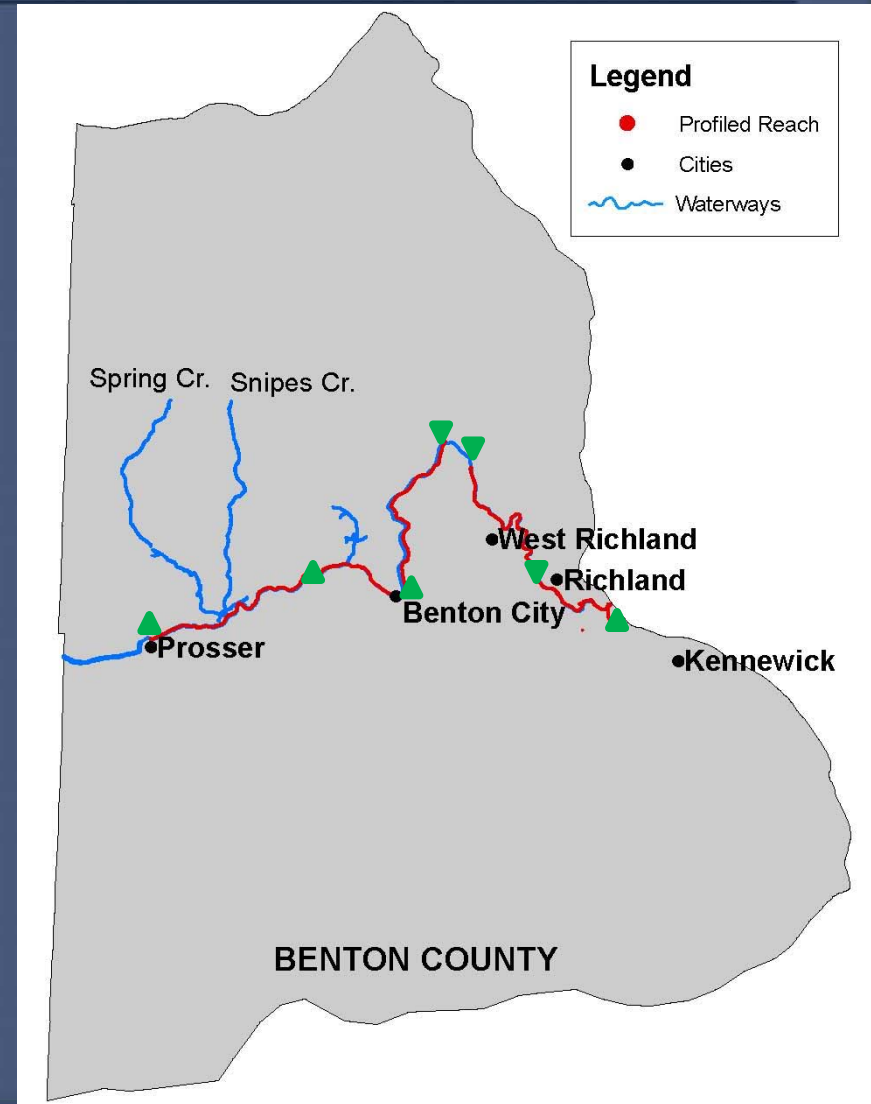 Legend
Profiled Reach
Cities
Waterways
Spring Cr.
Snipes Cr.
West Richland
Richland
Benton City
Prosser
Kennewick
BENTON COUNTY